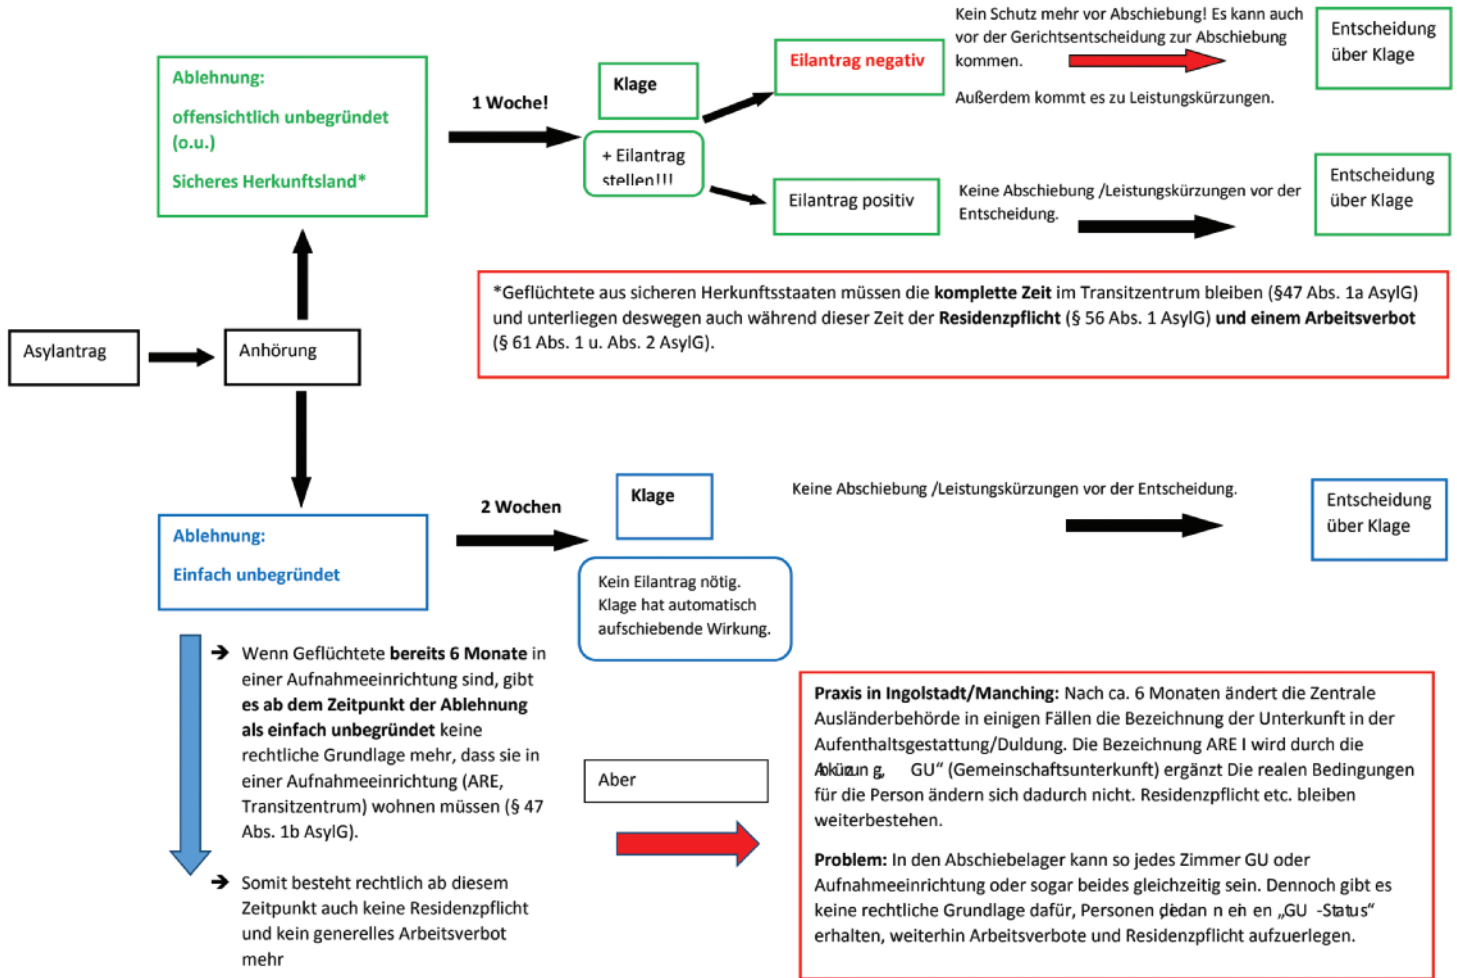 Ablehnung:
offensichtlich unbegründet
(o.u.)
Sicheres Herkunftsland*
1 Woche!
Klage
+ Eilantrag
stellen!!!
Eilantrag negativ
Kein Schutz mehr vor Abschiebung! Es kann auch
vor der Gerichtsentscheidung zur Abschiebung
kommen.
Außerdem kommt es zu Leistungskürzungen.
Entscheidung
über Klage
Eilantrag positiv
Keine Abschiebung /Leistungskürzungen vor der
Entscheidung.
Entscheidung
über Klage
*Geflüchtete aus sicheren Herkunftsstaaten müssen die komplette Zeit im Transitzentrum bleiben (§47 Abs. 1a AsylG)
und unterliegen deswegen auch während dieser Zeit der Residenzpflicht (§ 56 Abs. 1 AsylG) und einem Arbeitsverbot
(§ 61 Abs. 1 u. Abs. 2 AsylG).
Asylantrag
Anhörung
Ablehnung:
Einfach unbegründet
2 Wochen
Klage
Kein Eilantrag nötig.
Klage hat automatisch
aufschiebende Wirkung.
Keine Abschiebung /Leistungskürzungen vor der Entscheidung.
Entscheidung
über Klage
➔ Wenn Geflüchtete bereits 6 Monate in
einer Aufnahmeeinrichtung sind, gibt
es ab dem Zeitpunkt der Ablehnung
als einfach unbegründet keine
rechtliche Grundlage mehr, dass sie in
einer Aufnahmeeinrichtung (ARE,
Transitzentrum) wohnen müssen (§ 47
Abs. 1b AsylG).
➔ Somit besteht rechtlich ab diesem
Zeitpunkt auch keine Residenzpflicht
und kein generelles Arbeitsverbot
mehr
Aber
Praxis in Ingolstadt/Manching: Nach ca. 6 Monaten ändert die Zentrale
Ausländerbehörde in einigen Fällen die Bezeichnung der Unterkunft in der
Aufenthaltsgestattung/Duldung. Die Bezeichnung ARE I wird durch die
GU“ (Gemeinschaftsunterkunft) ergänzt Die realen Bedingungen
für die Person ändern sich dadurch nicht. Residenzpflicht etc. bleiben
weiterbestehen.
Problem: In den Abschiebelager kann so jedes Zimmer GU oder
Aufnahmeeinrichtung oder sogar beides gleichzeitig sein. Dennoch gibt es
keine rechtliche Grundlage dafür, Personen „GU -Status“
erhalten, weiterhin Arbeitsverbote und Residenzpflicht aufzuerlegen.